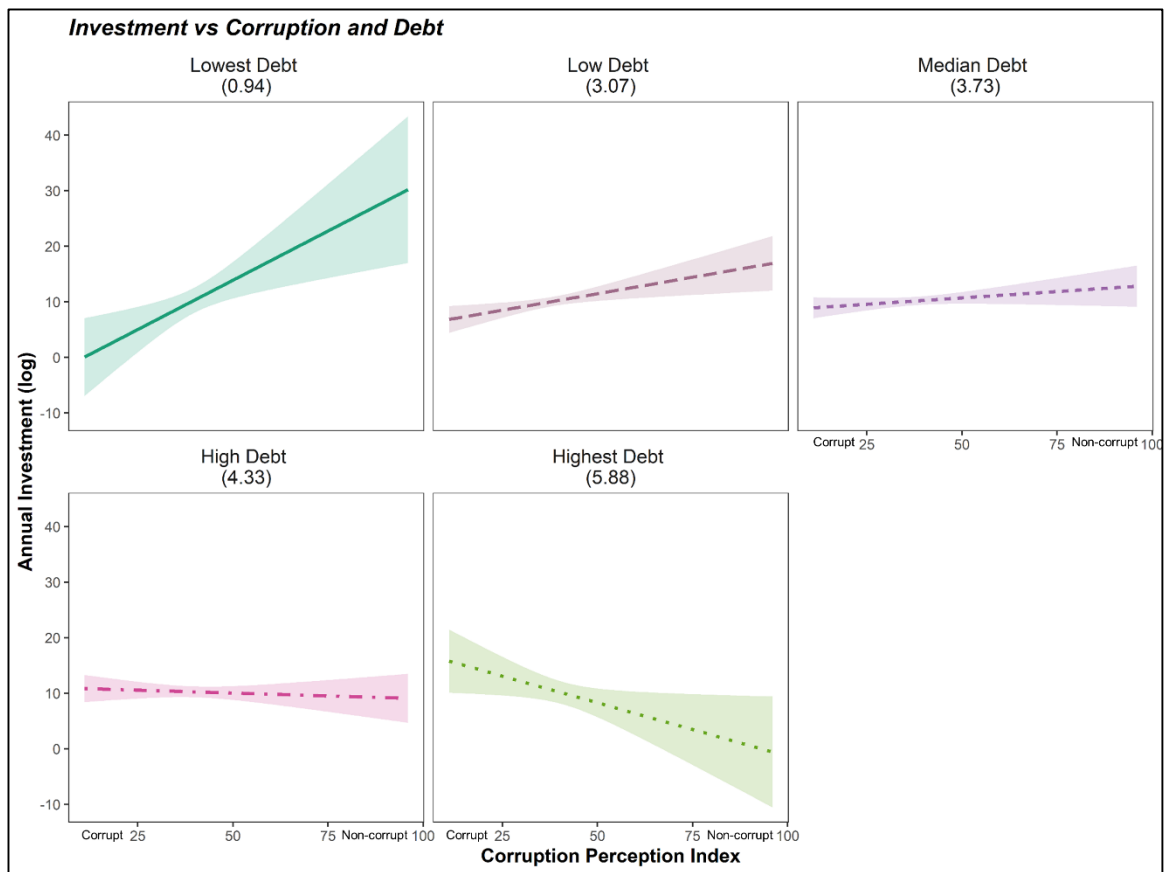 Investment vs Corruption and Debt
Lowest Debt
(0.94)
Low Debt
(3.07)
Median Debt
(3.73)
40
30
20
10
0
-10
Corrupt 25 50 75 Non-corrupt 100
High Debt
(4.33)
Highest Debt
(5.88)
Annual Investment (log)
40
30
20
10
0
-10
Corrupt 25 50 75 Non-corrupt 100
Corrupt 25 50 75 Non-corrupt 100
Corruption Perception Index